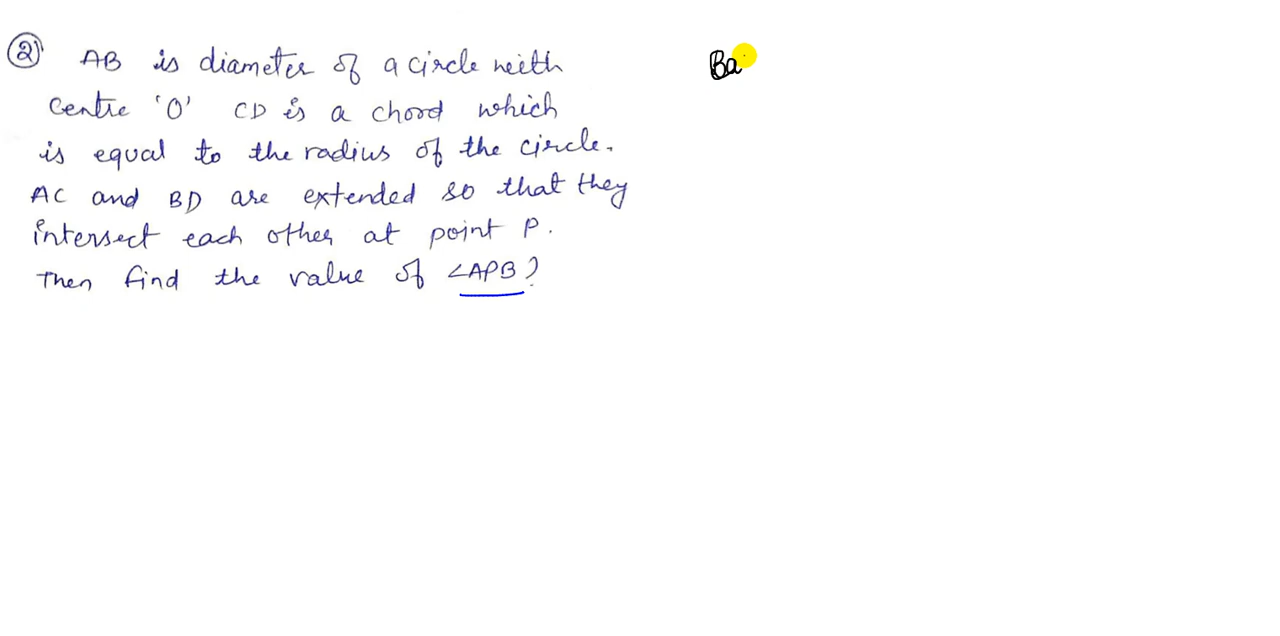 ② AB is diameter of a circle with
Centre 'O' CD is a chord which
is equal to the radius of the circle.
AC and BD are extended so that they
intersect each other at point P.
Then find the value of ∠APB?
Ba